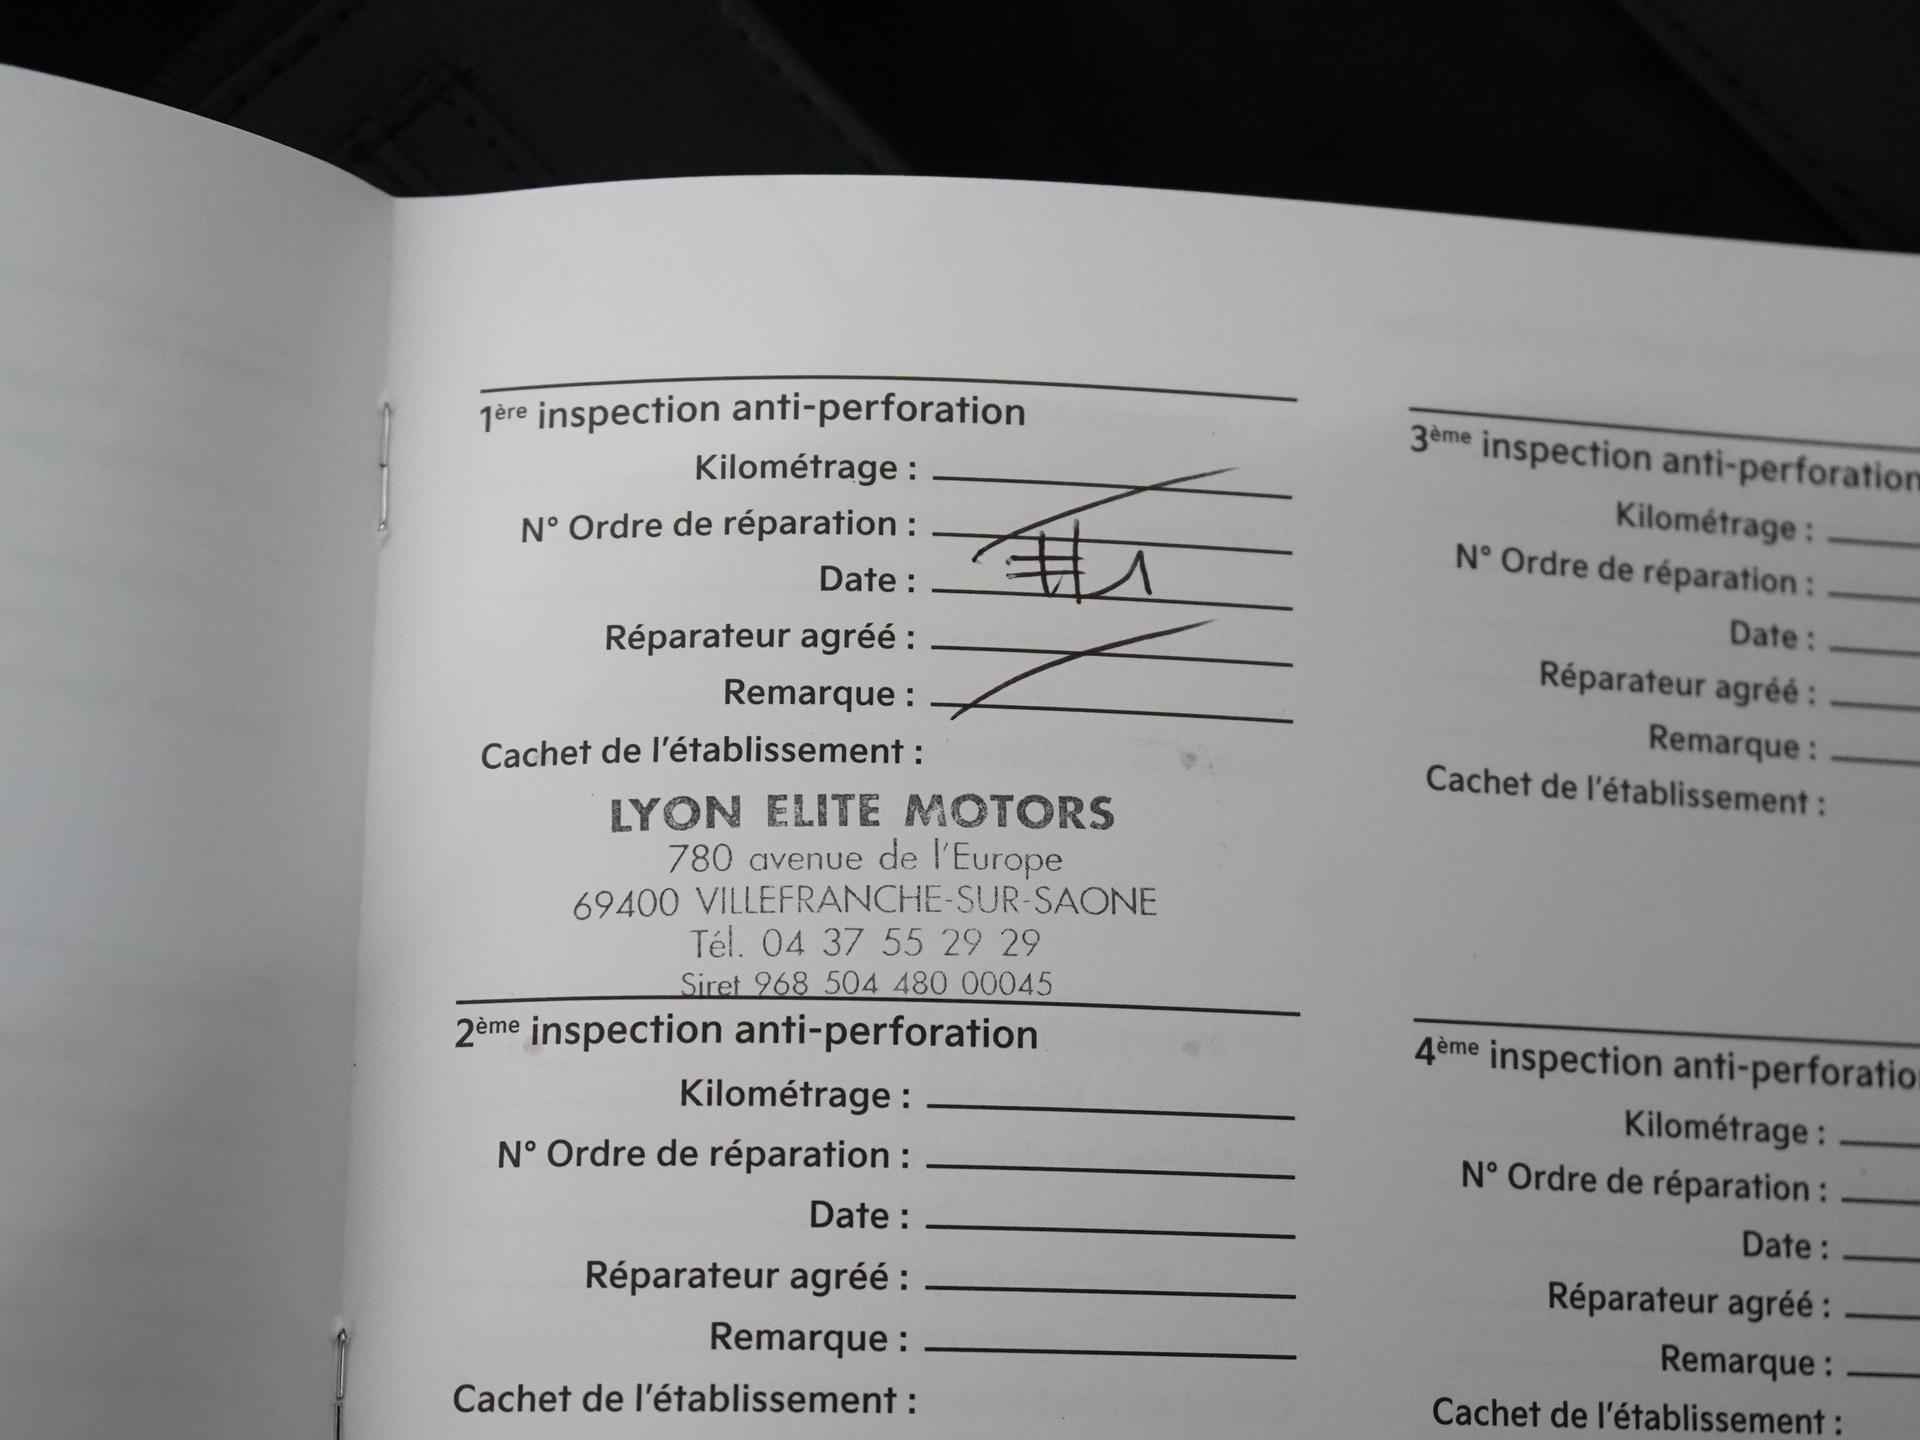 1ère inspection anti-perforation
Kilométrage :
N° Ordre de réparation :
#1
Date :
Réparateur agréé :
Remarque :
Cachet de l'établissement :
LYON ELITE MOTORS
780 avenue de l'Europe
69400 VILLEFRANCHE-SUR-SAONE
Tél. 04 37 55 29 29
Siret 968 504 480 00045
2ème inspection anti-perforation
Kilométrage :
N° Ordre de réparation :
Date :
Réparateur agréé :
Remarque :
Cachet de l'établissement :
3ème inspection anti-perforation
Kilométrage :
N° Ordre de réparation :
Date :
Réparateur agréé :
Remarque :
Cachet de l'établissement :
4ème inspection anti-perforatio
Kilométrage :
N° Ordre de réparation :
Date :
Réparateur agréé :
Remarque :
Cachet de l'établissement :